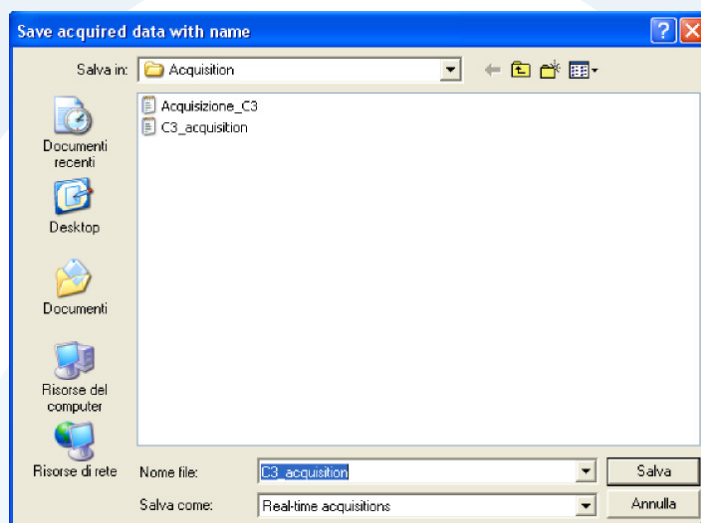 Save acquired data with name
Salva in:
Acquisition
Acquisizione_C3
C3_acquisition
Documenti
recenti
Desktop
Documenti
Risorse del
computer
Risorse di rete
Nome file:
C3_acquisition
Salva
Salva come:
Real-time acquisitions
Annulla